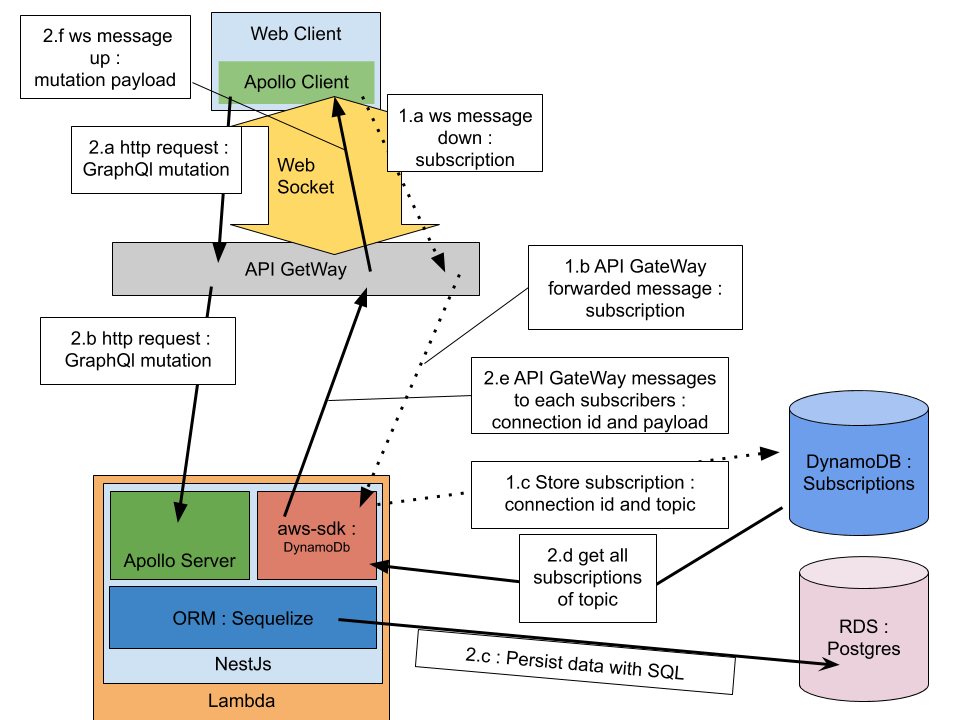 2.f ws message
up :
mutation payload
Web Client
Apollo Client
1.a ws message
down :
subscription
2.a http request :
GraphQl mutation
Web
Socket
API GetWay
1.b API GateWay
forwarded message :
subscription
2.b http request :
GraphQl mutation
2.e API GateWay messages
to each subscribers :
connection id and payload
DynamoDB :
Subscriptions
1.c Store subscription :
connection id and topic
aws-sdk :
DynamoDb
Apollo Server
2.d get all
subscriptions
of topic
ORM : Sequelize
RDS :
Postgres
2.c : Persist data with SQL
NestJs
Lambda